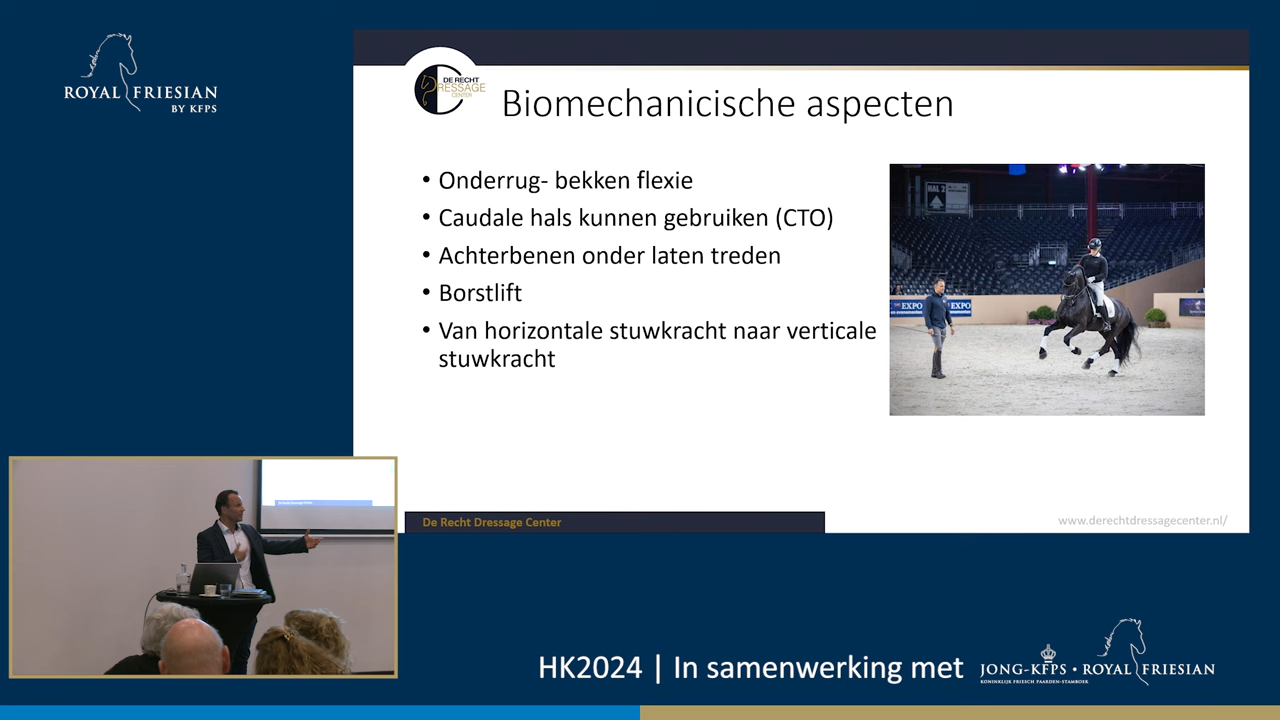 ROYAL FRIESIAN
BY KFPS
DE RECHT
DRESSAGE
CENTER
Biomechanicische aspecten
• Onderrug- bekken flexie
• Caudale hals kunnen gebruiken (CTO)
• Achterbenen onder laten treden
• Borstlift
• Van horizontale stuwkracht naar verticale
stuwkracht
HAL 2
EXPO
EXPO
De Recht Dressage Center
www.derechtdressagecenter.nl/
HK2024 | In samenwerking met
JONG-KFPS • ROYAL FRIESIAN
KONINKLIJK FRIESCH PAARDEN-STAMBOEK